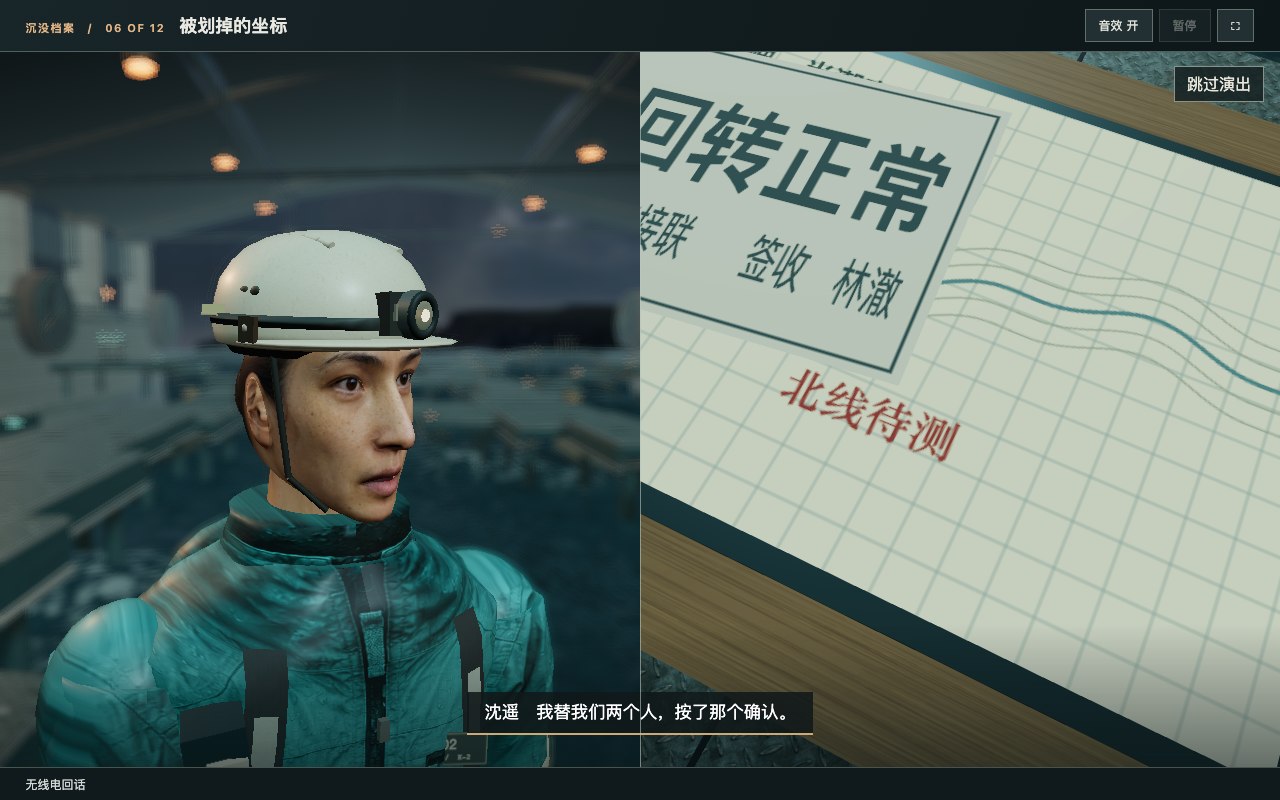 沉没档案 / 06 OF 12 被划掉的坐标
音效 开
暂停
跳过演出
回转正常
接联 签收 林澈
北线待测
沈遥 我替我们两个人，按了那个确认。
无线电回话